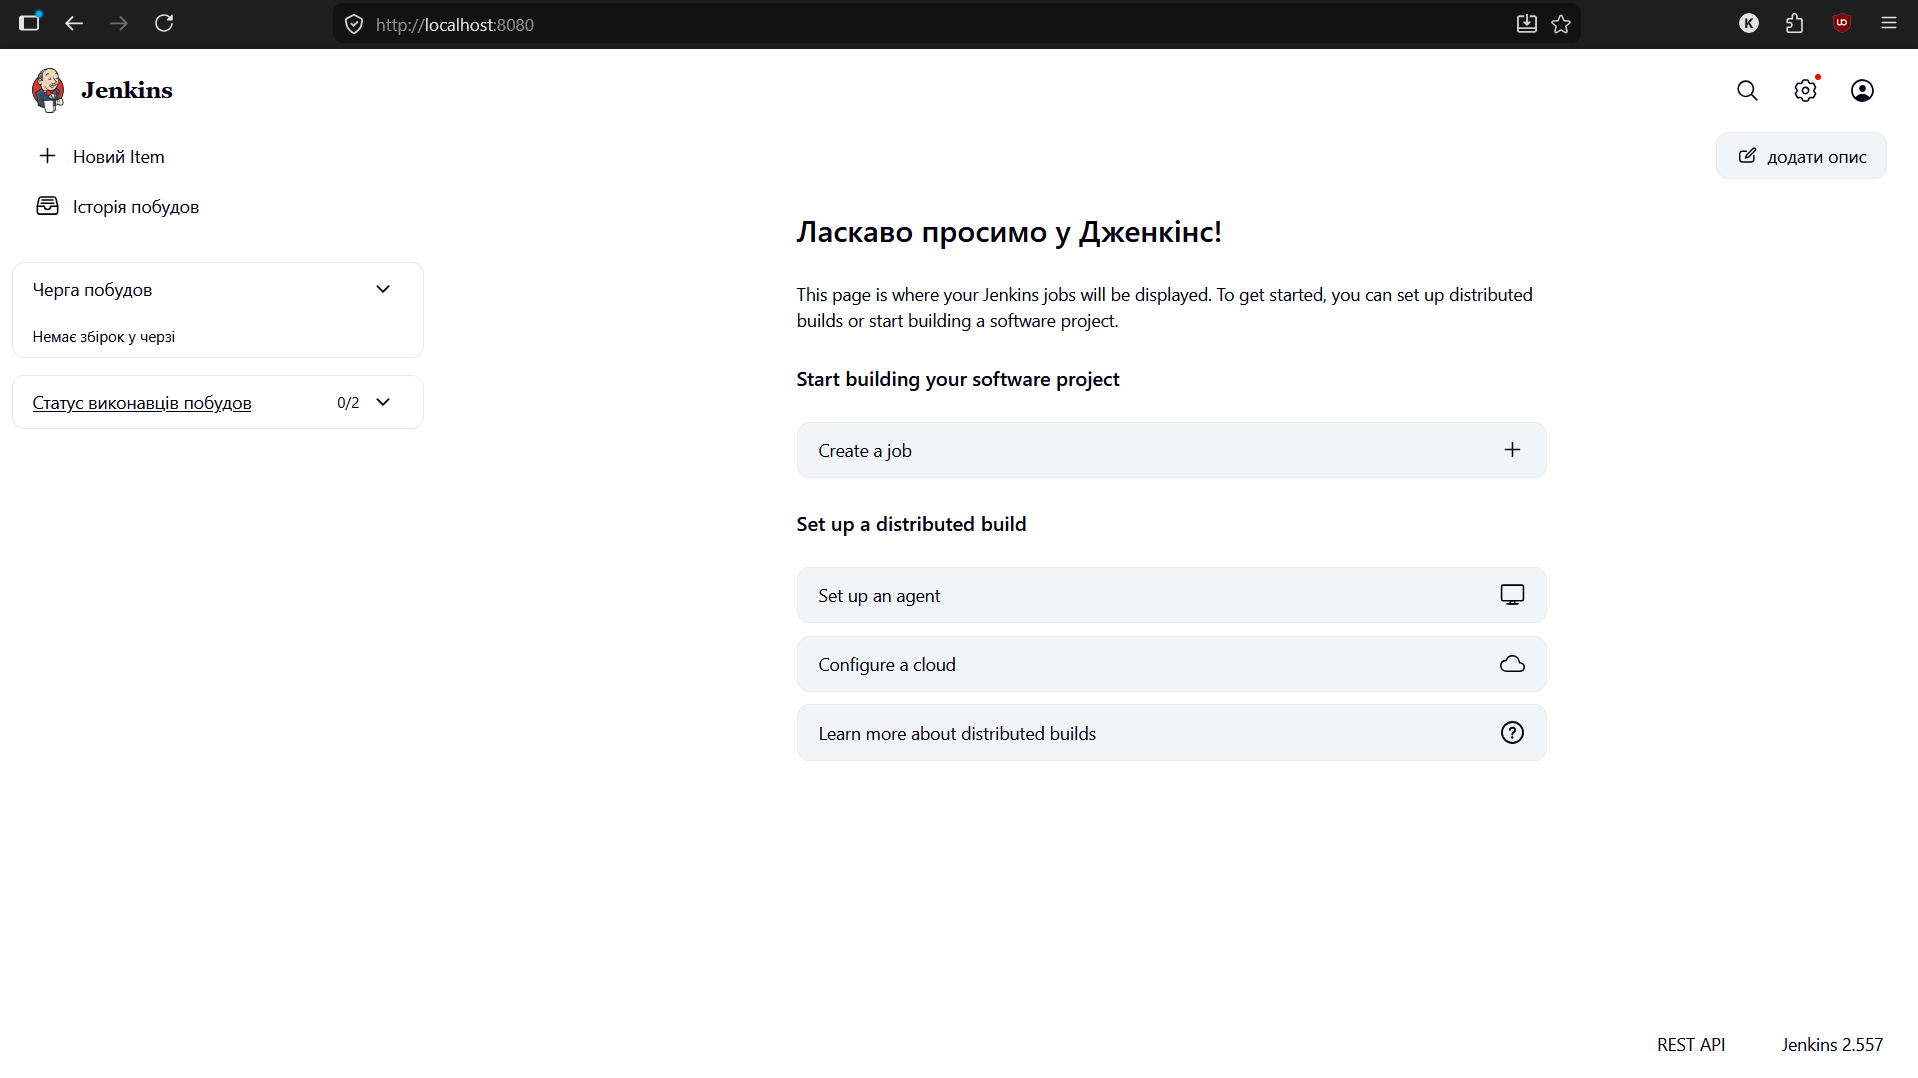 http://localhost:8080
K
Jenkins
Новий Item
додати опис
Історія побудов
Ласкаво просимо у Дженкінс!
Черга побудов
Немає збірок у черзі
This page is where your Jenkins jobs will be displayed. To get started, you can set up distributed
builds or start building a software project.
Start building your software project
Статус виконавців побудов 0/2
Create a job
Set up a distributed build
Set up an agent
Configure a cloud
Learn more about distributed builds
REST API Jenkins 2.557